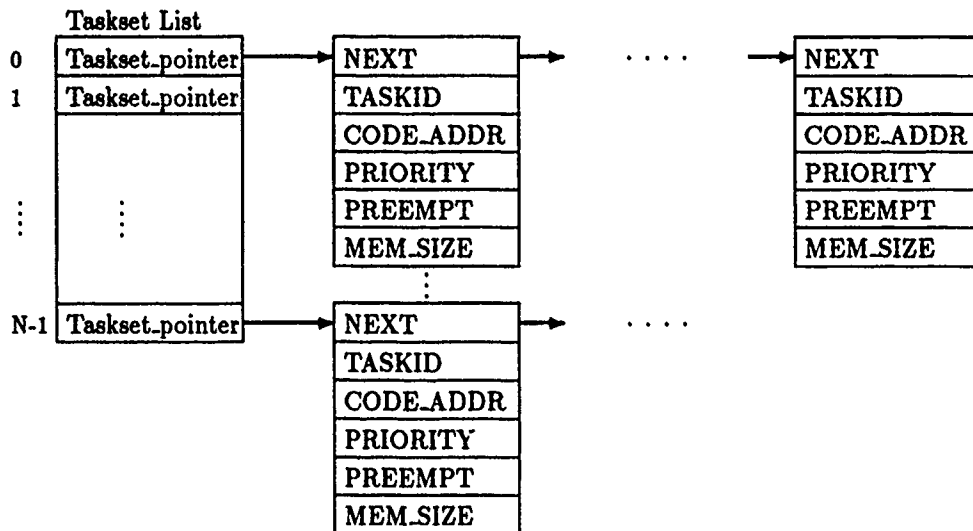 Taskset List
0 Taskset_pointer NEXT . . . . NEXT
1 Taskset_pointer TASKID TASKID
CODE_ADDR CODE_ADDR
PRIORITY PRIORITY
PREEMPT PREEMPT
MEM_SIZE MEM_SIZE
N-1 Taskset_pointer NEXT . . . .
TASKID
CODE_ADDR
PRIORITY
PREEMPT
MEM_SIZE